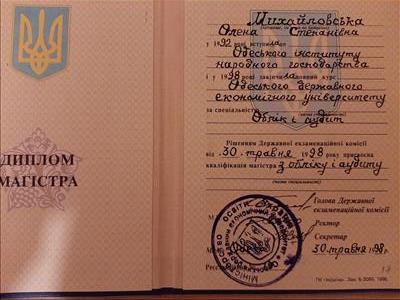 ДИПЛОМ
МАГІСТРА
Михайловська
Олена Степанівна
у 1992 році вступила
Одеського інституту
народного господарства
у 1998 році закінчила повний курс
Одеського державного
економічного університету
за спеціальністю
Облік і аудит
Рішенням Державної екзаменаційної комісії
від 30 травня 1998 року присвоєна
кваліфікація магістра з обліку і аудиту
Голова Державної
екзаменаційної комісії
Ректор
Секретар
30 травня 1998
МІНІСТЕРСТВО ОСВІТИ